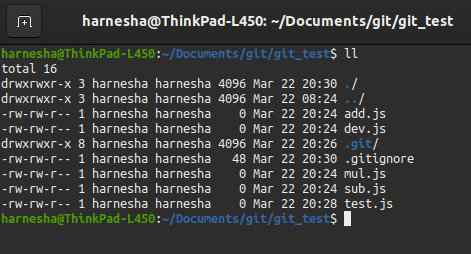 harnesha@ThinkPad-L450: ~/Documents/git/git_test
harnesha@ThinkPad-L450:~/Documents/git/git_test$ ll
total 16
drwxrwxr-x 3 harnesha harnesha 4096 Mar 22 20:30 ./
drwxrwxr-x 3 harnesha harnesha 4096 Mar 22 08:24 ../
-rw-rw-r-- 1 harnesha harnesha    0 Mar 22 20:24 add.js
-rw-rw-r-- 1 harnesha harnesha    0 Mar 22 20:24 dev.js
drwxrwxr-x 8 harnesha harnesha 4096 Mar 22 20:26 .git/
-rw-rw-r-- 1 harnesha harnesha   48 Mar 22 20:30 .gitignore
-rw-rw-r-- 1 harnesha harnesha    0 Mar 22 20:24 mul.js
-rw-rw-r-- 1 harnesha harnesha    0 Mar 22 20:24 sub.js
-rw-rw-r-- 1 harnesha harnesha    0 Mar 22 20:28 test.js
harnesha@ThinkPad-L450:~/Documents/git/git_test$